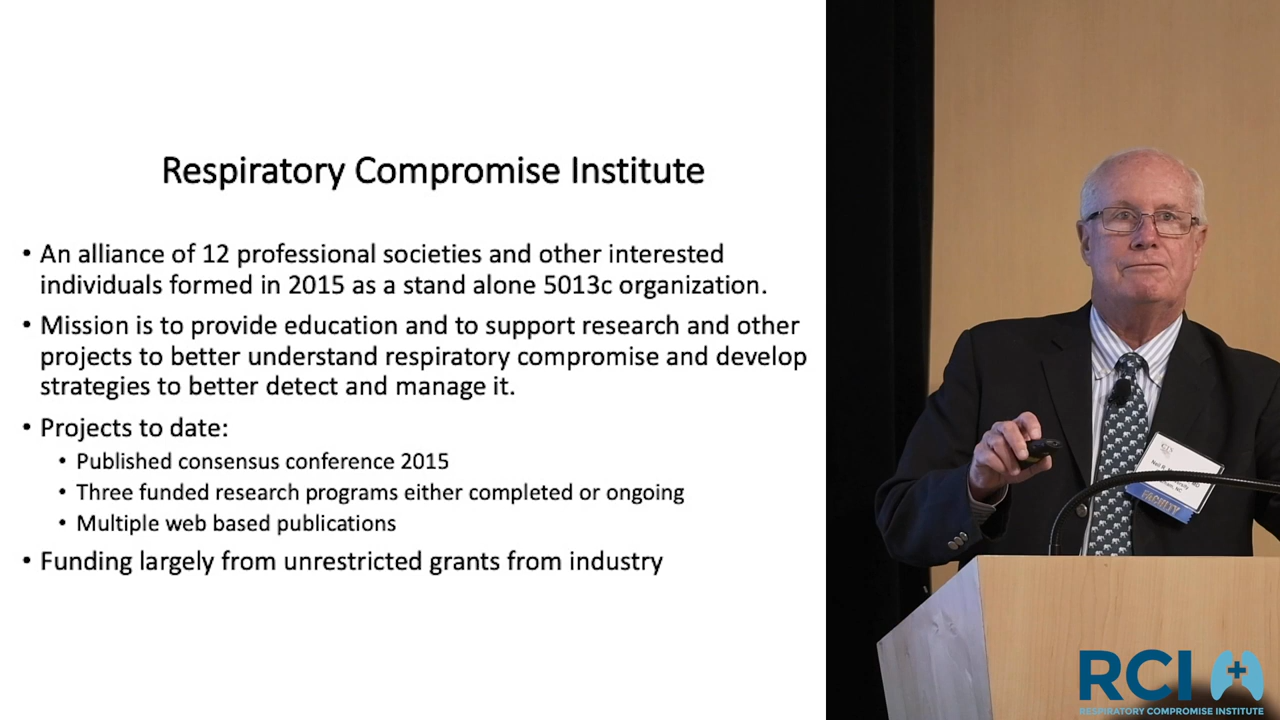 Respiratory Compromise Institute
• An alliance of 12 professional societies and other interested
individuals formed in 2015 as a stand alone 5013c organization.
• Mission is to provide education and to support research and other
projects to better understand respiratory compromise and develop
strategies to better detect and manage it.
• Projects to date:
• Published consensus conference 2015
• Three funded research programs either completed or ongoing
• Multiple web based publications
• Funding largely from unrestricted grants from industry
Neil R.
MD
NC
FACULTY
RCI
RESPIRATORY COMPROMISE INSTITUTE